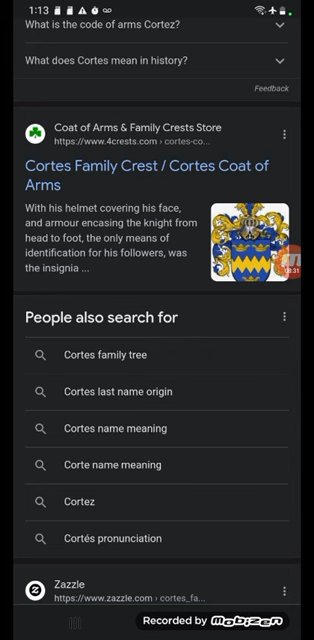 1:13
What is the code of arms Cortez?
What does Cortes mean in history?
Feedback
Coat of Arms & Family Crests Store
https://www.4crests.com › cortes-co...
Cortes Family Crest / Cortes Coat of
Arms
With his helmet covering his face,
and armour encasing the knight from
head to foot, the only means of
identification for his followers, was
the insignia ...
08:31
People also search for
Cortes family tree
Cortes last name origin
Cortes name meaning
Corte name meaning
Cortez
Cortés pronunciation
Zazzle
https://www.zazzle.com › cortes_fa...
Recorded by Mobizen